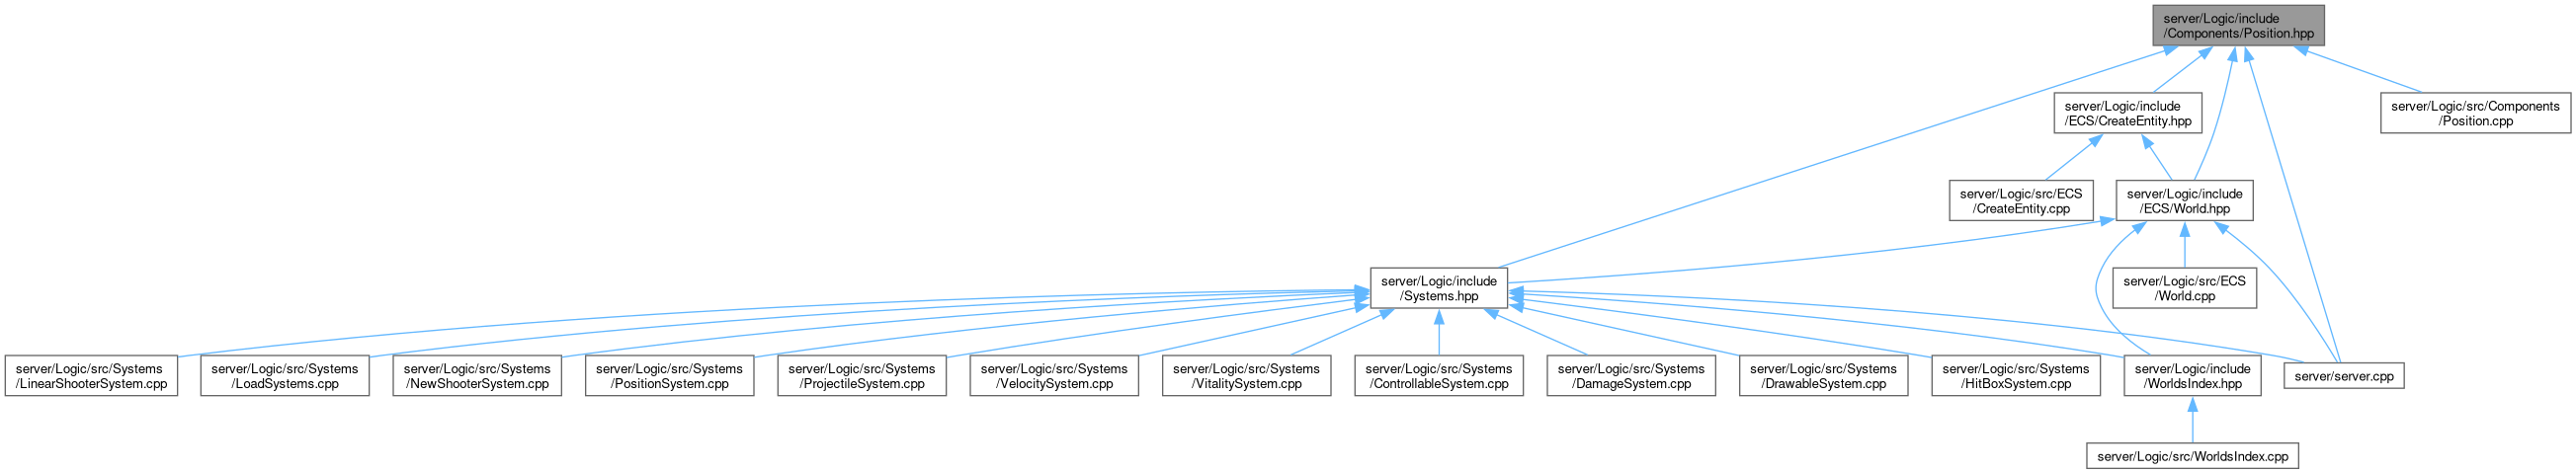 server/Logic/include
/Components/Position.hpp
server/Logic/include
/ECS/CreateEntity.hpp
server/Logic/src/Components
/Position.cpp
server/Logic/src/ECS
/CreateEntity.cpp
server/Logic/include
/ECS/World.hpp
server/Logic/include
/Systems.hpp
server/Logic/src/ECS
/World.cpp
server/Logic/src/Systems
/LinearShooterSystem.cpp
server/Logic/src/Systems
/LoadSystems.cpp
server/Logic/src/Systems
/NewShooterSystem.cpp
server/Logic/src/Systems
/PositionSystem.cpp
server/Logic/src/Systems
/ProjectileSystem.cpp
server/Logic/src/Systems
/VelocitySystem.cpp
server/Logic/src/Systems
/VitalitySystem.cpp
server/Logic/src/Systems
/ControllableSystem.cpp
server/Logic/src/Systems
/DamageSystem.cpp
server/Logic/src/Systems
/DrawableSystem.cpp
server/Logic/src/Systems
/HitBoxSystem.cpp
server/Logic/include
/WorldsIndex.hpp
server/server.cpp
server/Logic/src/WorldsIndex.cpp